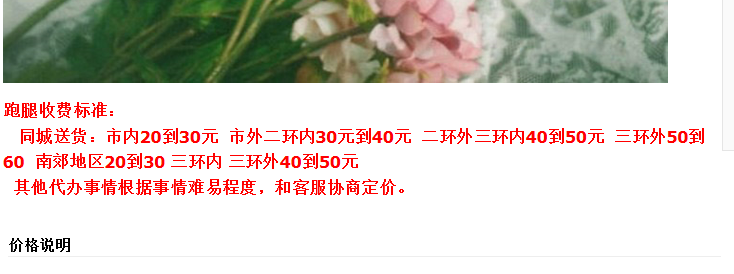 跑腿收费标准：
同城送货：市内20到30元  市外二环内30元到40元  二环外三环内40到50元  三环外50到
60  南郊地区20到30 三环内 三环外40到50元
其他代办事情根据事情难易程度，和客服协商定价。
价格说明